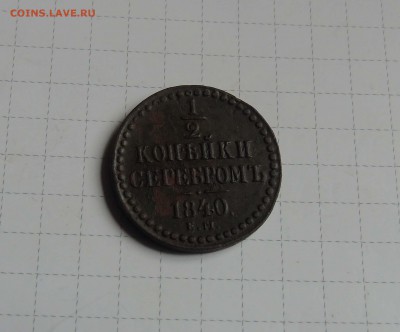 COINS.LAVE.RU
1
2
КОПѢЙКИ
СЕРЕБРОМЪ
1840
Е.М